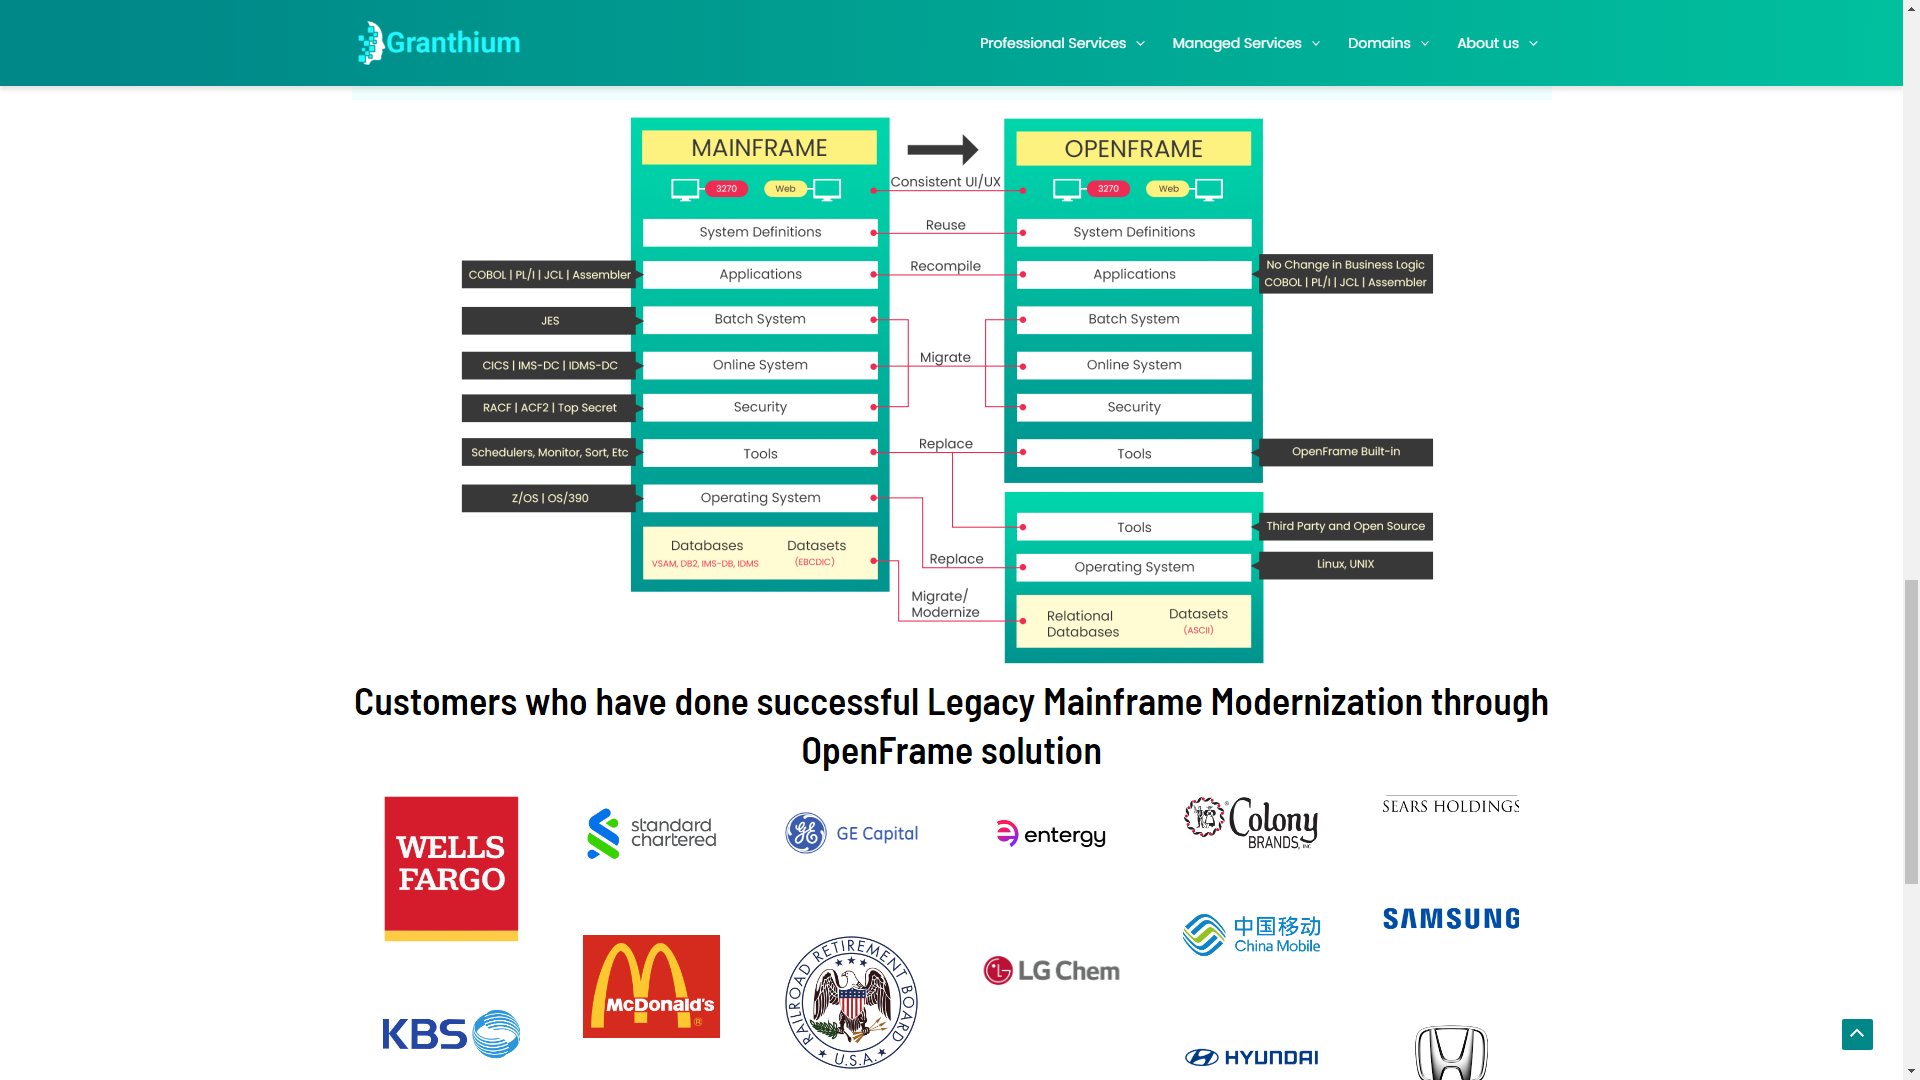 Granthium
Professional Services
Managed Services
Domains
About us
MAINFRAME
OPENFRAME
3270
Web
Consistent UI/UX
3270
Web
System Definitions
Reuse
System Definitions
COBOL | PL/I | JCL | Assembler
Applications
Recompile
Applications
No Change in Business Logic
COBOL | PL/I | JCL | Assembler
JES
Batch System
Batch System
CICS | IMS-DC | IDMS-DC
Online System
Migrate
Online System
RACF | ACF2 | Top Secret
Security
Security
Schedulers, Monitor, Sort, Etc
Tools
Replace
Tools
OpenFrame Built-in
Z/OS | OS/390
Operating System
Tools
Third Party and Open Source
Databases
VSAM, DB2, IMS-DB, IDMS
Datasets
(EBCDIC)
Replace
Operating System
Linux, UNIX
Migrate/
Modernize
Relational
Databases
Datasets
(ASCII)
Customers who have done successful Legacy Mainframe Modernization through
OpenFrame solution
WELLS
FARGO
standard
chartered
GE Capital
entergy
Colony
BRANDS, INC
SEARS HOLDINGS
McDonald's
RAILROAD RETIREMENT BOARD
U.S.A.
LG Chem
中国移动
China Mobile
SAMSUNG
KBS
HYUNDAI